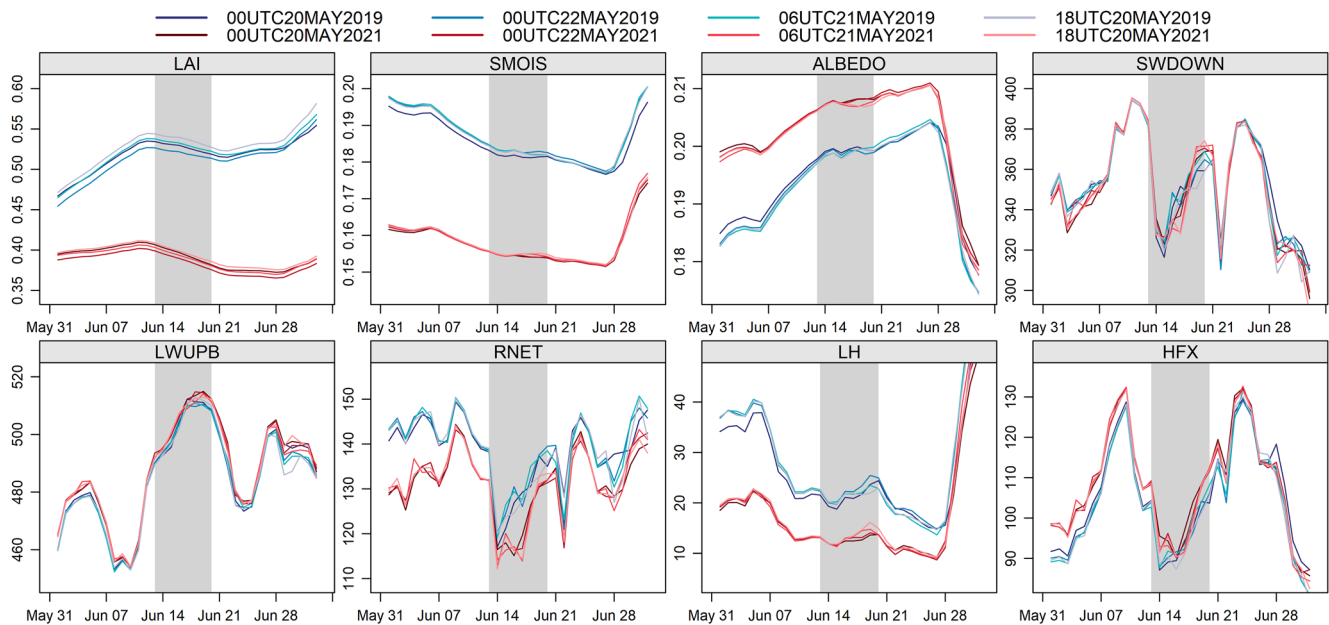 00UTC20MAY2019 00UTC22MAY2019 06UTC21MAY2019 18UTC20MAY2019
00UTC20MAY2021 00UTC22MAY2021 06UTC21MAY2021 18UTC20MAY2021
LAI
0.60
0.55
0.50
0.45
0.40
0.35
May 31 Jun 07 Jun 14 Jun 21 Jun 28
SMOIS
0.20
0.19
0.18
0.17
0.16
0.15
May 31 Jun 07 Jun 14 Jun 21 Jun 28
ALBEDO
0.21
0.20
0.19
0.18
May 31 Jun 07 Jun 14 Jun 21 Jun 28
SWDOWN
400
380
360
340
320
300
May 31 Jun 07 Jun 14 Jun 21 Jun 28
LWUPB
520
500
480
460
May 31 Jun 07 Jun 14 Jun 21 Jun 28
RNET
150
140
130
120
110
May 31 Jun 07 Jun 14 Jun 21 Jun 28
LH
40
30
20
10
May 31 Jun 07 Jun 14 Jun 21 Jun 28
HFX
130
120
110
100
90
May 31 Jun 07 Jun 14 Jun 21 Jun 28